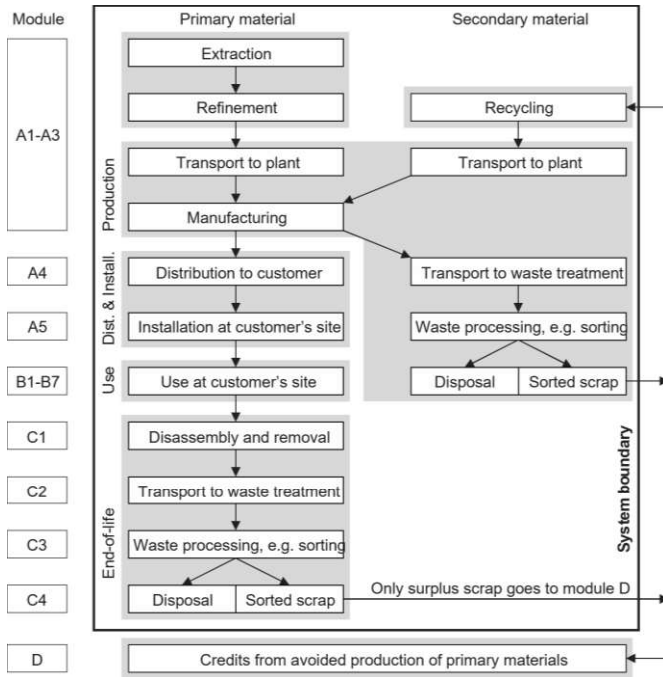 Module
Primary material
Secondary material
Extraction
Refinement
Recycling
A1-A3
Transport to plant
Transport to plant
Manufacturing
Production
A4
Distribution to customer
Transport to waste treatment
A5
Installation at customer's site
Waste processing, e.g. sorting
Dist. & Install.
B1-B7
Use
Use at customer's site
Disposal
Sorted scrap
C1
Disassembly and removal
C2
Transport to waste treatment
C3
Waste processing, e.g. sorting
C4
Disposal
Sorted scrap
End-of-life
Only surplus scrap goes to module D
System boundary
D
Credits from avoided production of primary materials